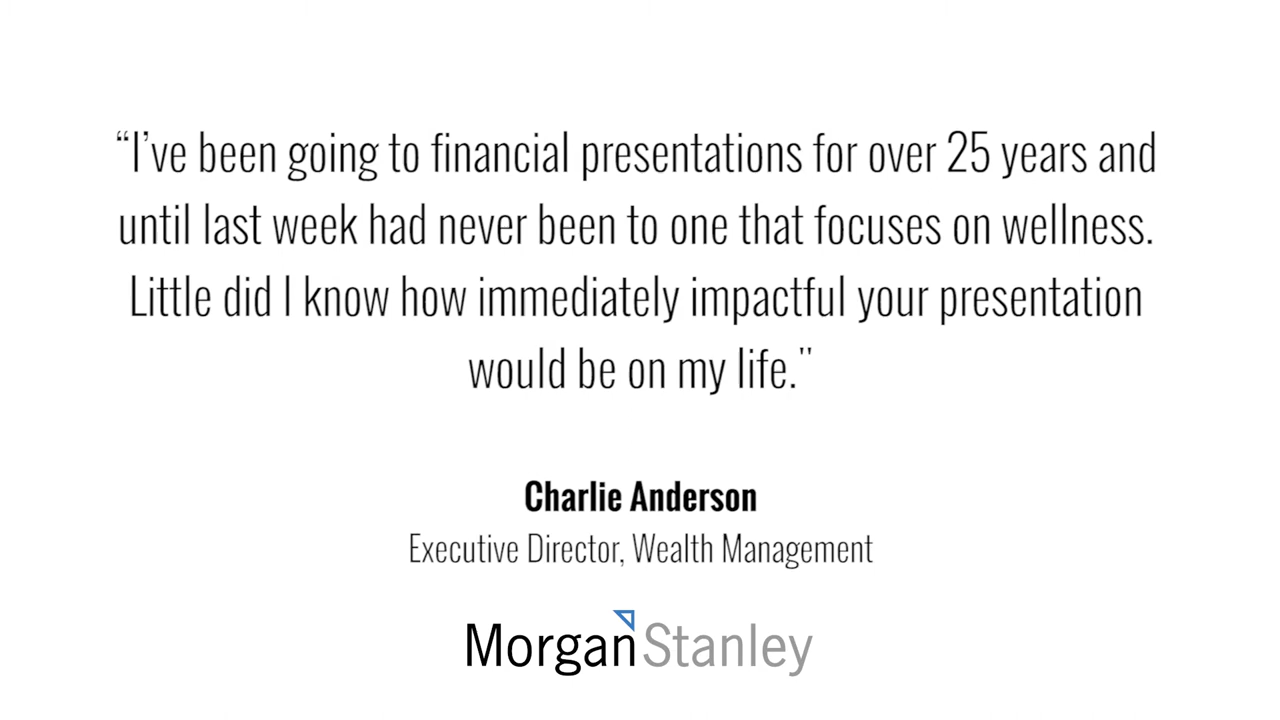 “I’ve been going to financial presentations for over 25 years and
until last week had never been to one that focuses on wellness.
Little did I know how immediately impactful your presentation
would be on my life."
Charlie Anderson
Executive Director, Wealth Management
Morgan Stanley